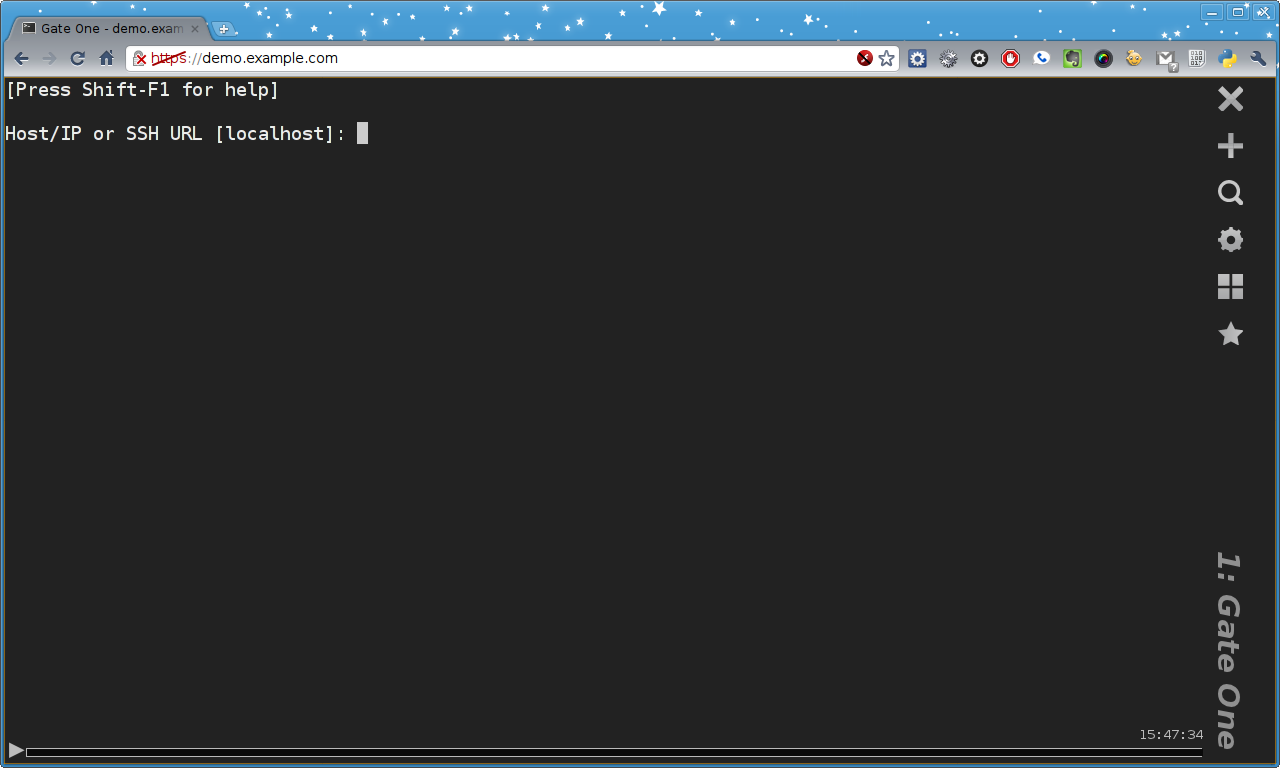 Gate One - demo.exam
https://demo.example.com
[Press Shift-F1 for help]
Host/IP or SSH URL [localhost]:
1: Gate One
15:47:34